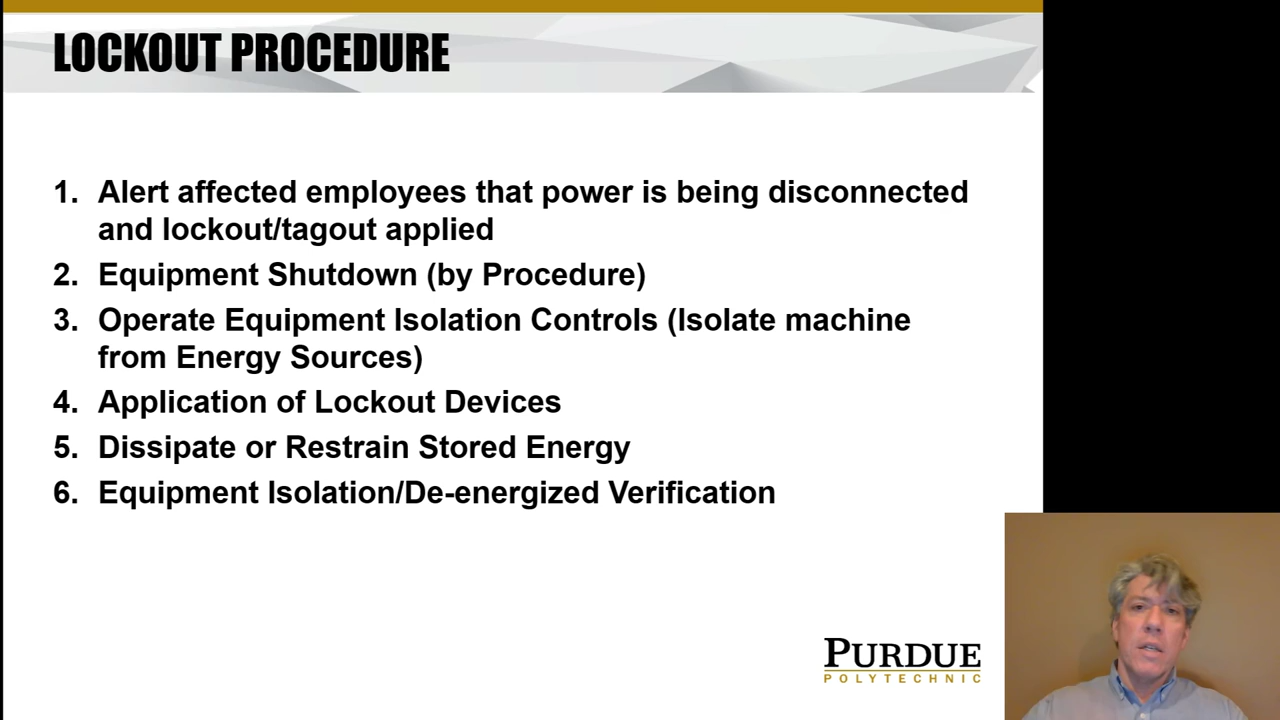 LOCKOUT PROCEDURE
1. Alert affected employees that power is being disconnected
and lockout/tagout applied
2. Equipment Shutdown (by Procedure)
3. Operate Equipment Isolation Controls (Isolate machine
from Energy Sources)
4. Application of Lockout Devices
5. Dissipate or Restrain Stored Energy
6. Equipment Isolation/De-energized Verification
PURDUE
POLYTECHNIC